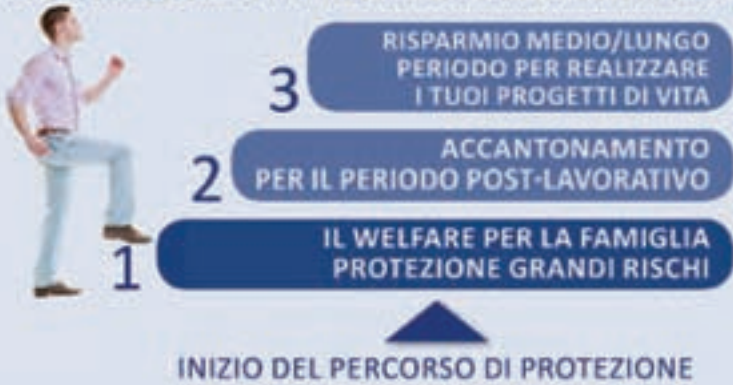 3
RISPARMIO MEDIO/LUNGO
PERIODO PER REALIZZARE
I TUOI PROGETTI DI VITA
2
ACCANTONAMENTO
PER IL PERIODO POST-LAVORATIVO
1
IL WELFARE PER LA FAMIGLIA
PROTEZIONE GRANDI RISCHI
INIZIO DEL PERCORSO DI PROTEZIONE